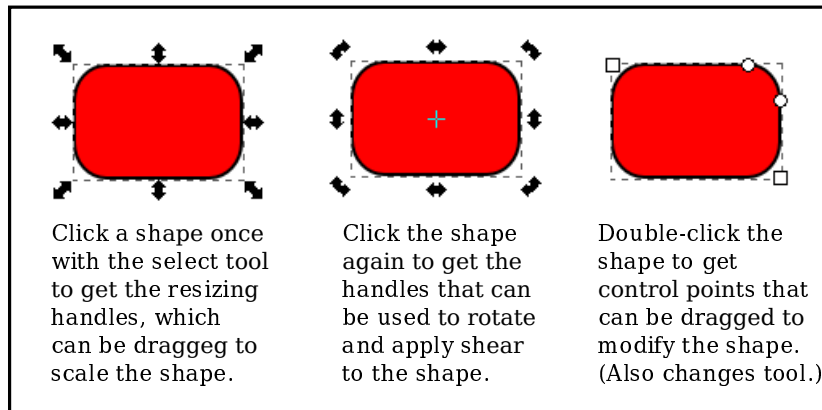 Click a shape once
with the select tool
to get the resizing
handles, which
can be draggeg to
scale the shape.
Click the shape
again to get the
handles that can
be used to rotate
and apply shear
to the shape.
Double-click the
shape to get
control points that
can be dragged to
modify the shape.
(Also changes tool.)